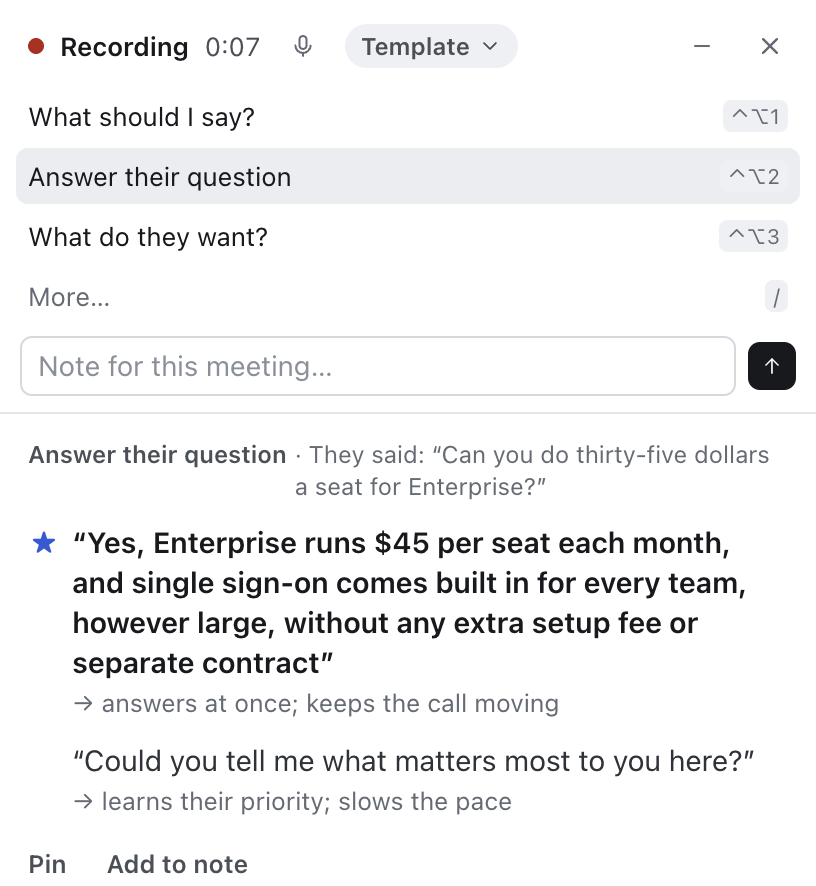 Recording 0:07 Template
What should I say? ^⌥1
Answer their question ^⌥2
What do they want? ^⌥3
More... /
Note for this meeting...
Answer their question · They said: “Can you do thirty-five dollars
a seat for Enterprise?”
“Yes, Enterprise runs $45 per seat each month,
and single sign-on comes built in for every team,
however large, without any extra setup fee or
separate contract”
→ answers at once; keeps the call moving
“Could you tell me what matters most to you here?”
→ learns their priority; slows the pace
Pin Add to note